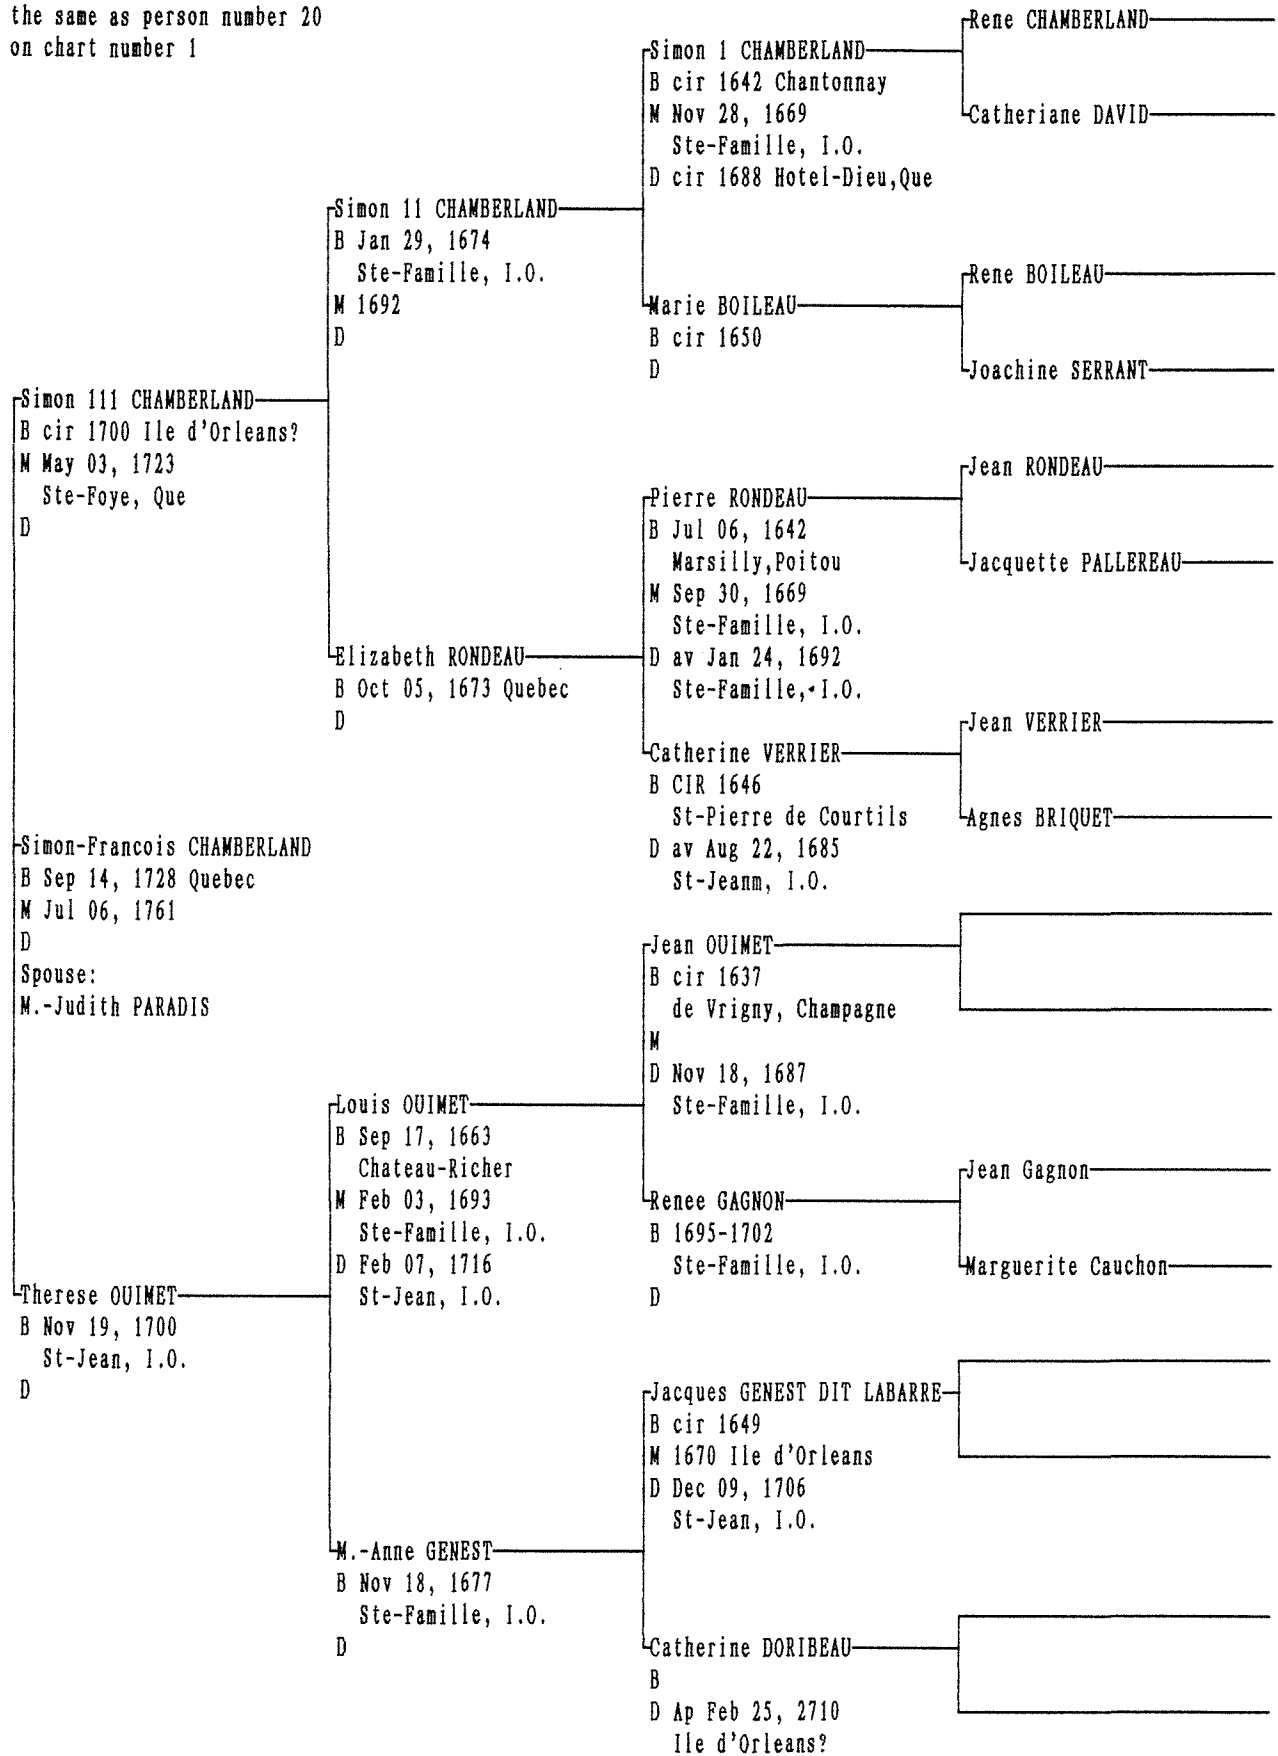 the same as person number 20
on chart number 1
Rene CHAMBERLAND
Simon 1 CHAMBERLAND
B cir 1642 Chantonnay
M Nov 28, 1669
Ste-Famille, I.O.
D cir 1688 Hotel-Dieu,Que
Catheriane DAVID
Simon 11 CHAMBERLAND
B Jan 29, 1674
Ste-Famille, I.O.
M 1692
D
Rene BOILEAU
Marie BOILEAU
B cir 1650
D
Joachine SERRANT
Simon 111 CHAMBERLAND
B cir 1700 Ile d'Orleans?
M May 03, 1723
Ste-Foye, Que
D
Jean RONDEAU
Pierre RONDEAU
B Jul 06, 1642
Marsilly,Poitou
M Sep 30, 1669
Ste-Famille, I.O.
D av Jan 24, 1692
Ste-Famille, I.O.
Jacquette PALLEREAU
Elizabeth RONDEAU
B Oct 05, 1673 Quebec
D
Jean VERRIER
Catherine VERRIER
B CIR 1646
St-Pierre de Courtils
D av Aug 22, 1685
St-Jeanm, I.O.
Agnes BRIQUET
Simon-Francois CHAMBERLAND
B Sep 14, 1728 Quebec
M Jul 06, 1761
D
Spouse:
M.-Judith PARADIS
Jean OUIMET
B cir 1637
de Vrigny, Champagne
M
D Nov 18, 1687
Ste-Famille, I.O.
Louis OUIMET
B Sep 17, 1663
Chateau-Richer
M Feb 03, 1693
Ste-Famille, I.O.
D Feb 07, 1716
St-Jean, I.O.
Jean Gagnon
Renee GAGNON
B 1695-1702
Ste-Famille, I.O.
D
Marguerite Cauchon
Therese OUIMET
B Nov 19, 1700
St-Jean, I.O.
D
Jacques GENEST DIT LABARRE
B cir 1649
M 1670 Ile d'Orleans
D Dec 09, 1706
St-Jean, I.O.
M.-Anne GENEST
B Nov 18, 1677
Ste-Famille, I.O.
D
Catherine DORIBEAU
B
D Ap Feb 25, 2710
Ile d'Orleans?